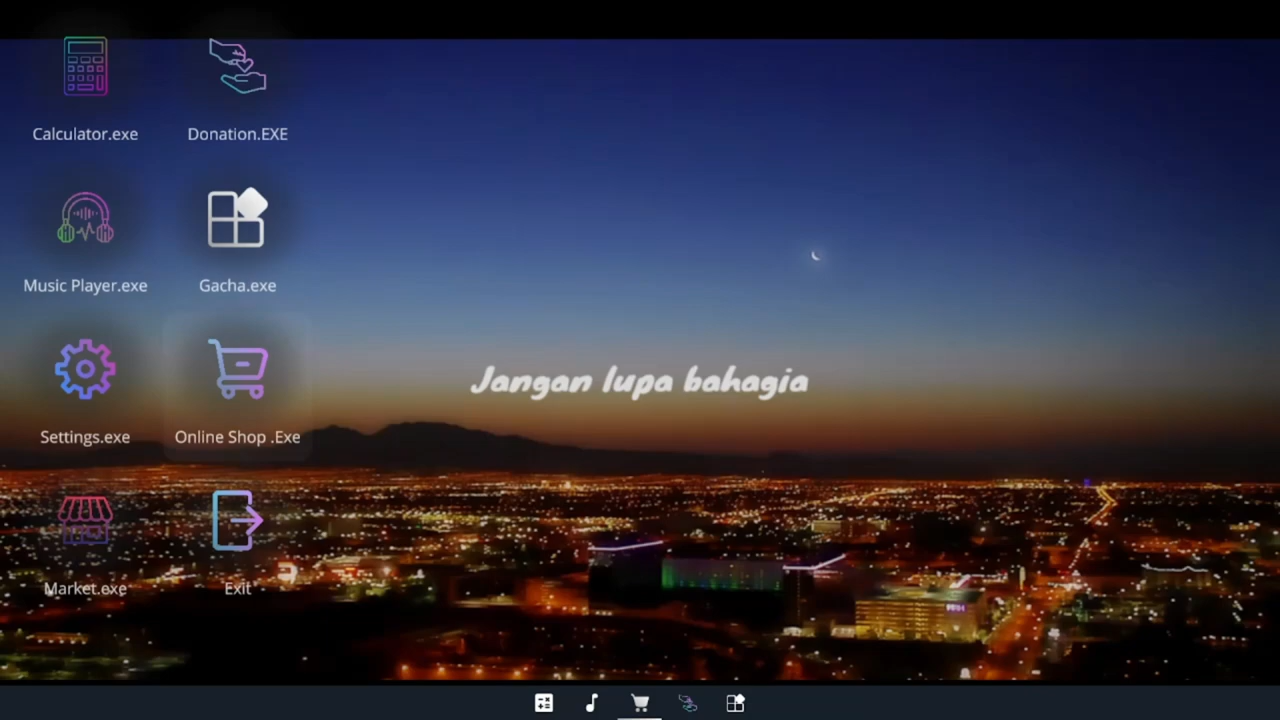 Calculator.exe
Donation.EXE
Music Player.exe
Gacha.exe
Settings.exe
Online Shop .Exe
Market.exe
Exit
Jangan lupa bahagia